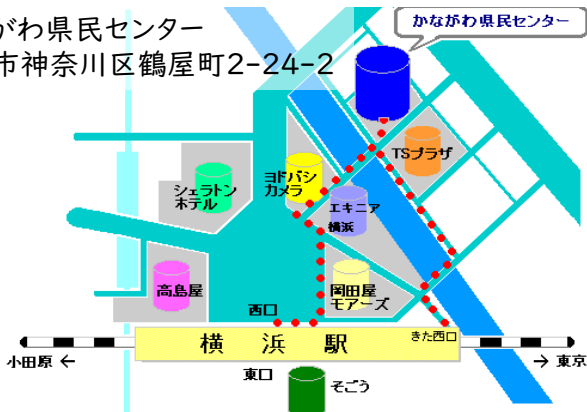 がわ県民センター
市神奈川区鶴屋町2-24-2
かながわ県民センター
TSプラザ
ヨドバシ
カメラ
シェラトン
ホテル
エキニア
横浜
高島屋
岡田屋
モアーズ
西口
横浜駅
きた西口
小田原 ←
→ 東京
東口
そごう